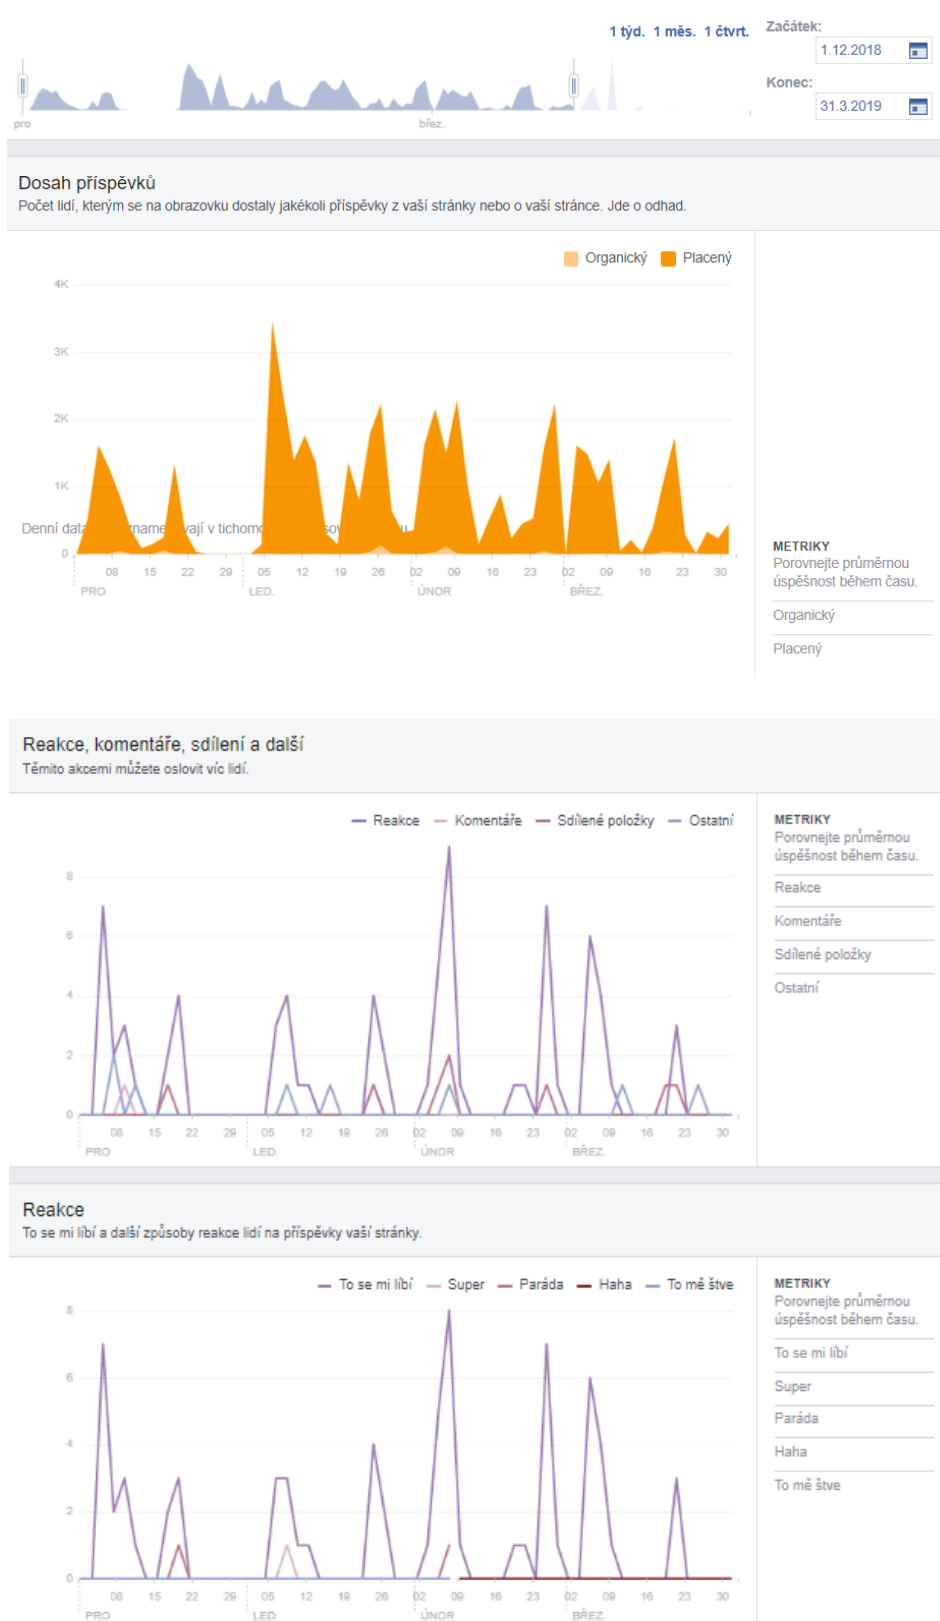 1 týd. 1 měs. 1 čtvrt.
Začátek:
1.12.2018
Konec:
31.3.2019
pro
břez.
Dosah příspěvků
Počet lidí, kterým se na obrazovku dostaly jakékoli příspěvky z vaší stránky nebo o vaší stránce. Jde o odhad.
Organický Placený
4K
3K
2K
1K
Denní data
v tichomo
0
08 15 22 29 05 12 19 26 02 09 16 23 02 09 16 23 30
PRO LED. ÚNOR BŘEZ.
METRIKY
Porovnejte průměrnou
úspěšnost během času.
Organický
Placený
Reakce, komentáře, sdílení a další
Těmito akcemi můžete oslovit víc lidí.
Reakce Komentáře Sdílené položky Ostatní
8
6
4
2
0
08 15 22 29 05 12 19 26 02 09 16 23 02 09 16 23 30
PRO LED. ÚNOR BŘEZ.
METRIKY
Porovnejte průměrnou
úspěšnost během času.
Reakce
Komentáře
Sdílené položky
Ostatní
Reakce
To se mi líbí a další způsoby reakce lidí na příspěvky vaší stránky.
To se mi líbí Super Paráda Haha To mě štve
8
6
4
2
0
08 15 22 29 05 12 19 26 02 09 16 23 02 09 16 23 30
PRO LED. ÚNOR BŘEZ.
METRIKY
Porovnejte průměrnou
úspěšnost během času.
To se mi líbí
Super
Paráda
Haha
To mě štve